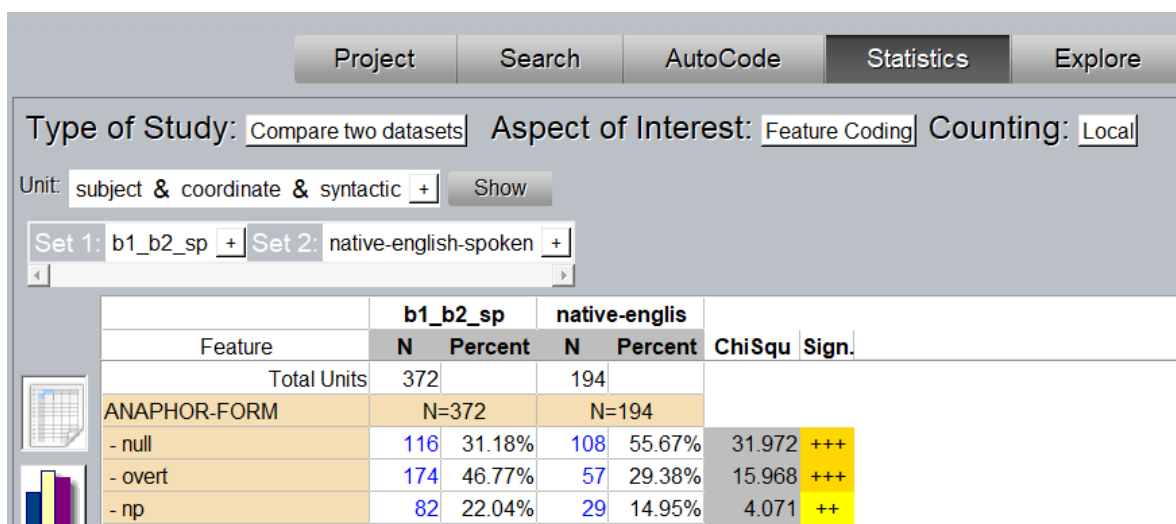 Project Search AutoCode Statistics Explore
Type of Study: Compare two datasets Aspect of Interest: Feature Coding Counting: Local
Unit: subject & coordinate & syntactic + Show
Set 1: b1_b2_sp + Set 2: native-english-spoken +
b1_b2_sp native-englis
Feature N Percent N Percent ChiSqu Sign.
Total Units 372 194
ANAPHOR-FORM N=372 N=194
- null 116 31.18% 108 55.67% 31.972 +++
- overt 174 46.77% 57 29.38% 15.968 +++
- np 82 22.04% 29 14.95% 4.071 ++